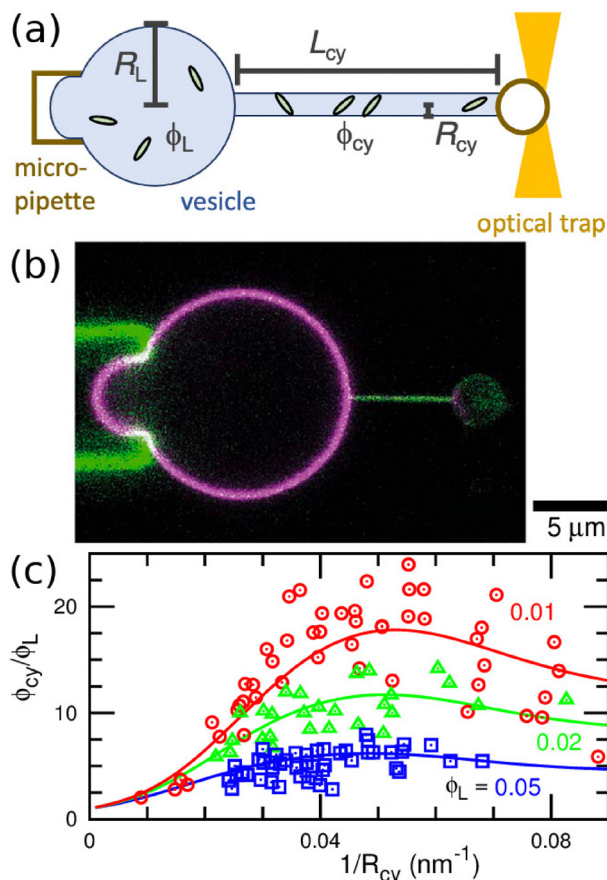 (a)
R_L
L_cy
ϕ_L
ϕ_cy
R_cy
micro-
pipette
vesicle
optical trap
(b)
5 μm
(c)
ϕ_cy/ϕ_L
20
10
0
0.01
0.02
ϕ_L = 0.05
0
0.04
0.08
1/R_cy (nm⁻¹)